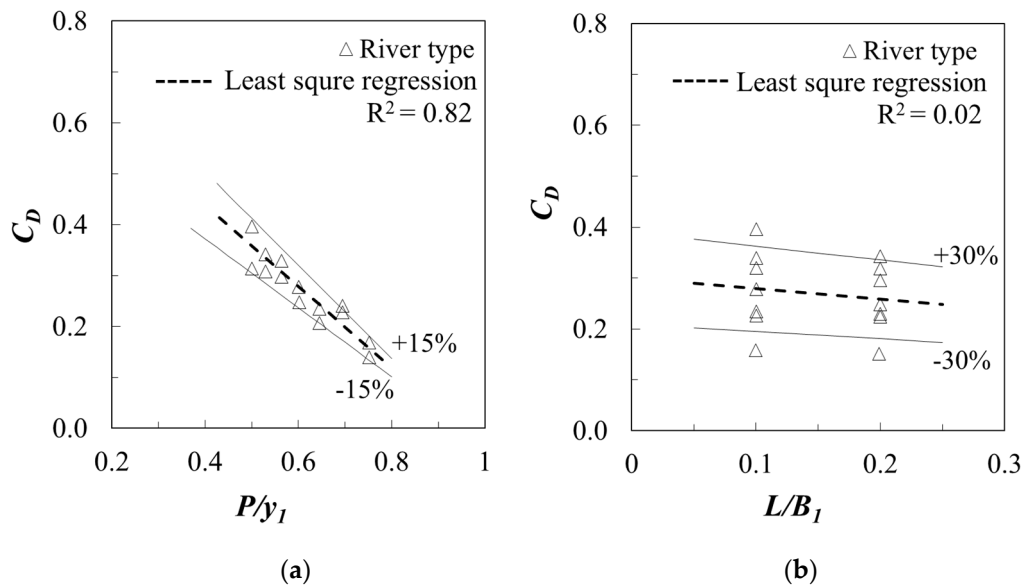 0.8
△ River type
Least squre regression
R² = 0.82
0.6
C_D
0.4
0.2
+15%
-15%
0.0
0.2 0.4 0.6 0.8 1
P/y₁
(a)
0.8
△ River type
Least squre regression
R² = 0.02
0.6
C_D
0.4
+30%
0.2
-30%
0.0
0 0.1 0.2 0.3
L/B₁
(b)